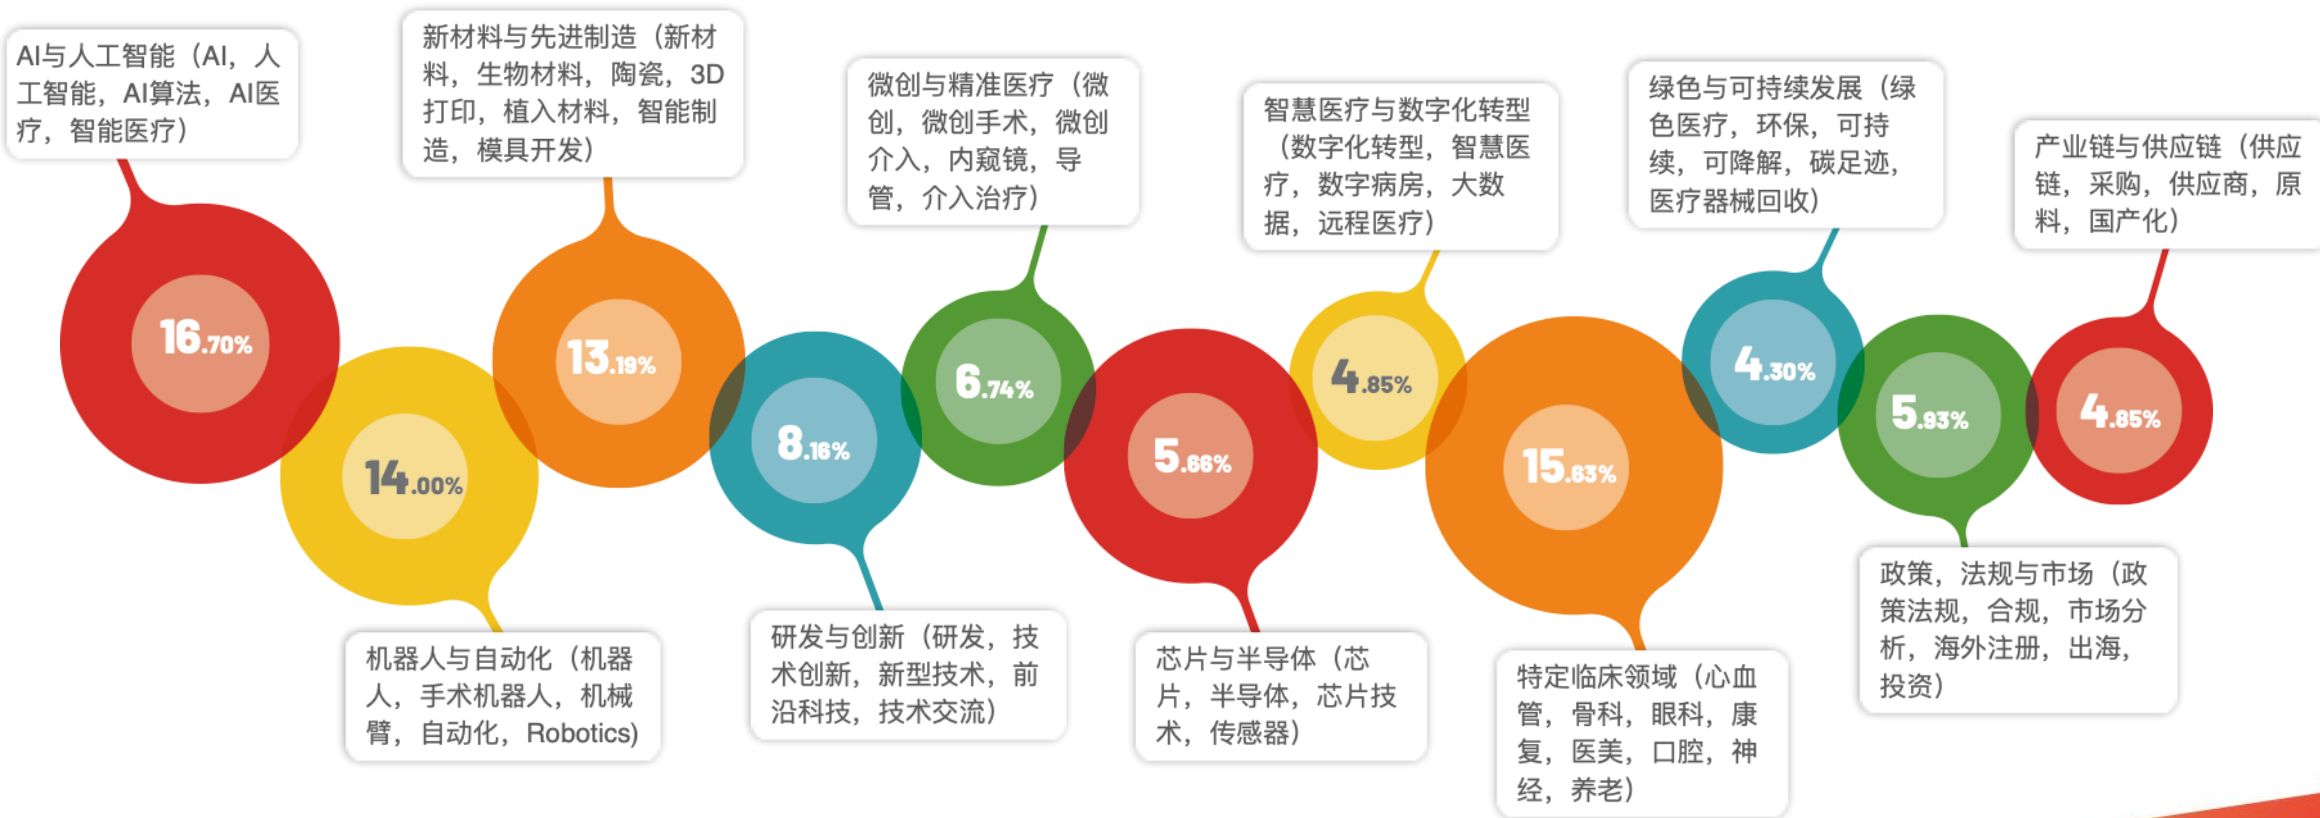 AI与人工智能（AI，人
工智能，AI算法，AI医
疗，智能医疗）
16.70%
14.00%
机器人与自动化（机器
人，手术机器人，机械
臂，自动化，Robotics)
新材料与先进制造（新材
料，生物材料，陶瓷，3D
打印，植入材料，智能制
造，模具开发）
13.19%
8.16%
研发与创新（研发，技
术创新，新型技术，前
沿科技，技术交流）
微创与精准医疗（微
创，微创手术，微创
介入，内窥镜，导
管，介入治疗）
6.74%
5.66%
芯片与半导体（芯
片，半导体，芯片技
术，传感器）
智慧医疗与数字化转型
（数字化转型，智慧医
疗，数字病房，大数
据，远程医疗）
4.85%
15.63%
特定临床领域（心血
管，骨科，眼科，康
复，医美，口腔，神
经，养老）
绿色与可持续发展（绿
色医疗，环保，可持
续，可降解，碳足迹，
医疗器械回收）
4.30%
5.93%
政策，法规与市场（政
策法规，合规，市场分
析，海外注册，出海，
投资）
产业链与供应链（供应
链，采购，供应商，原
料，国产化）
4.85%